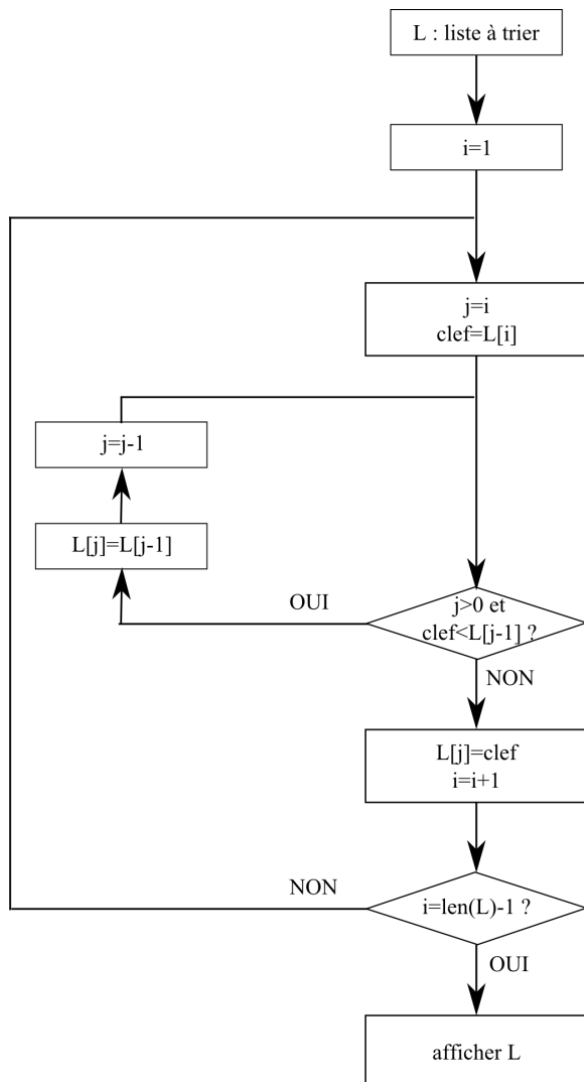 L : liste à trier
i=1
j=i
clef=L[i]
j=j-1
L[j]=L[j-1]
OUI
j>0 et
clef<L[j-1] ?
NON
L[j]=clef
i=i+1
NON
i=len(L)-1 ?
OUI
afficher L